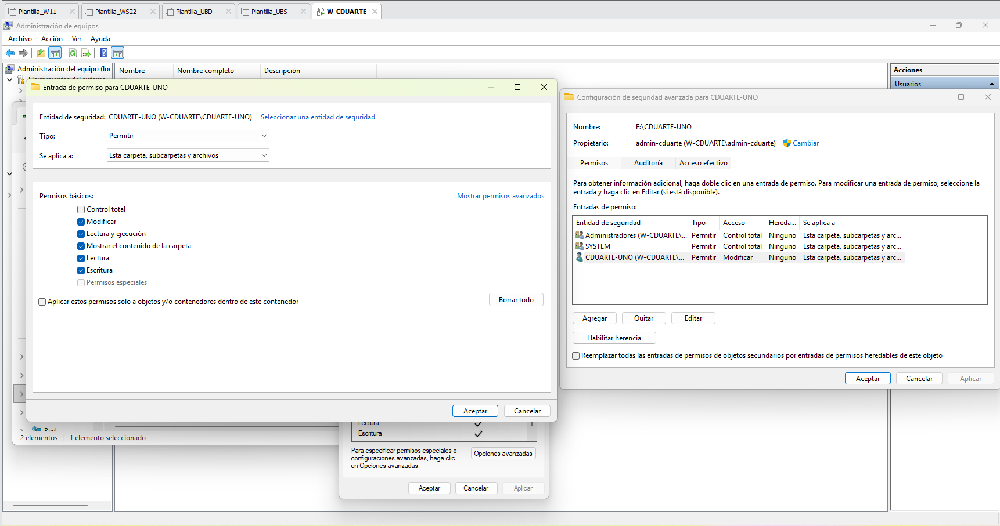 Plantilla_W11
Plantilla_WS22
Plantilla_UBD
Plantilla_UBS
W-CDUARTE
Administración de equipos
Archivo Acción Ver Ayuda
Administración del equipo (loc
Nombre Nombre completo Descripción
Acciones
Usuarios
Entrada de permiso para CDUARTE-UNO
Entidad de seguridad: CDUARTE-UNO (W-CDUARTE\CDUARTE-UNO) Seleccionar una entidad de seguridad
Tipo: Permitir
Se aplica a: Esta carpeta, subcarpetas y archivos
Permisos básicos: Mostrar permisos avanzados
Control total
Modificar
Lectura y ejecución
Mostrar el contenido de la carpeta
Lectura
Escritura
Permisos especiales
Aplicar estos permisos solo a objetos y/o contenedores dentro de este contenedor
Borrar todo
Aceptar Cancelar
Configuración de seguridad avanzada para CDUARTE-UNO
Nombre: F:\CDUARTE-UNO
Propietario: admin-cduarte (W-CDUARTE\admin-cduarte) Cambiar
Permisos Auditoría Acceso efectivo
Para obtener información adicional, haga doble clic en una entrada de permiso. Para modificar una entrada de permiso, seleccione la
entrada y haga clic en Editar (si está disponible).
Entradas de permiso:
Entidad de seguridad Tipo Acceso Hereda... Se aplica a
Administradores (W-CDUARTE\... Permitir Control total Ninguno Esta carpeta, subcarpetas y arc...
SYSTEM Permitir Control total Ninguno Esta carpeta, subcarpetas y arc...
CDUARTE-UNO (W-CDUARTE\... Permitir Modificar Ninguno Esta carpeta, subcarpetas y arc...
Agregar Quitar Editar
Habilitar herencia
Reemplazar todas las entradas de permisos de objetos secundarios por entradas de permisos heredables de este objeto
Aceptar Cancelar Aplicar
Red
2 elementos 1 elemento seleccionado
Lectura
Escritura
Para especificar permisos especiales o
configuraciones avanzadas, haga clic
en Opciones avanzadas.
Opciones avanzadas
Aceptar Cancelar Aplicar